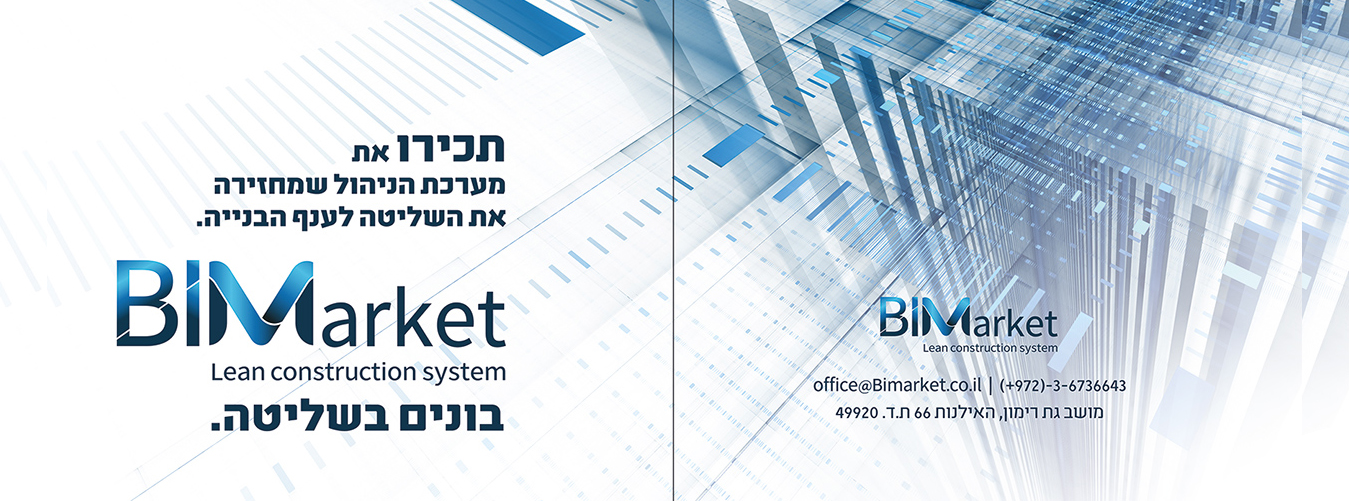 תכירו את
מערכת הניהול שמחזירה
את השליטה לענף הבנייה.
BIMarket
Lean construction system
בונים בשליטה.
BIMarket
Lean construction system
office@Bimarket.co.il | (+972)-3-6736643
מושב גת רימון, האילנות 66 ת.ד. 49920